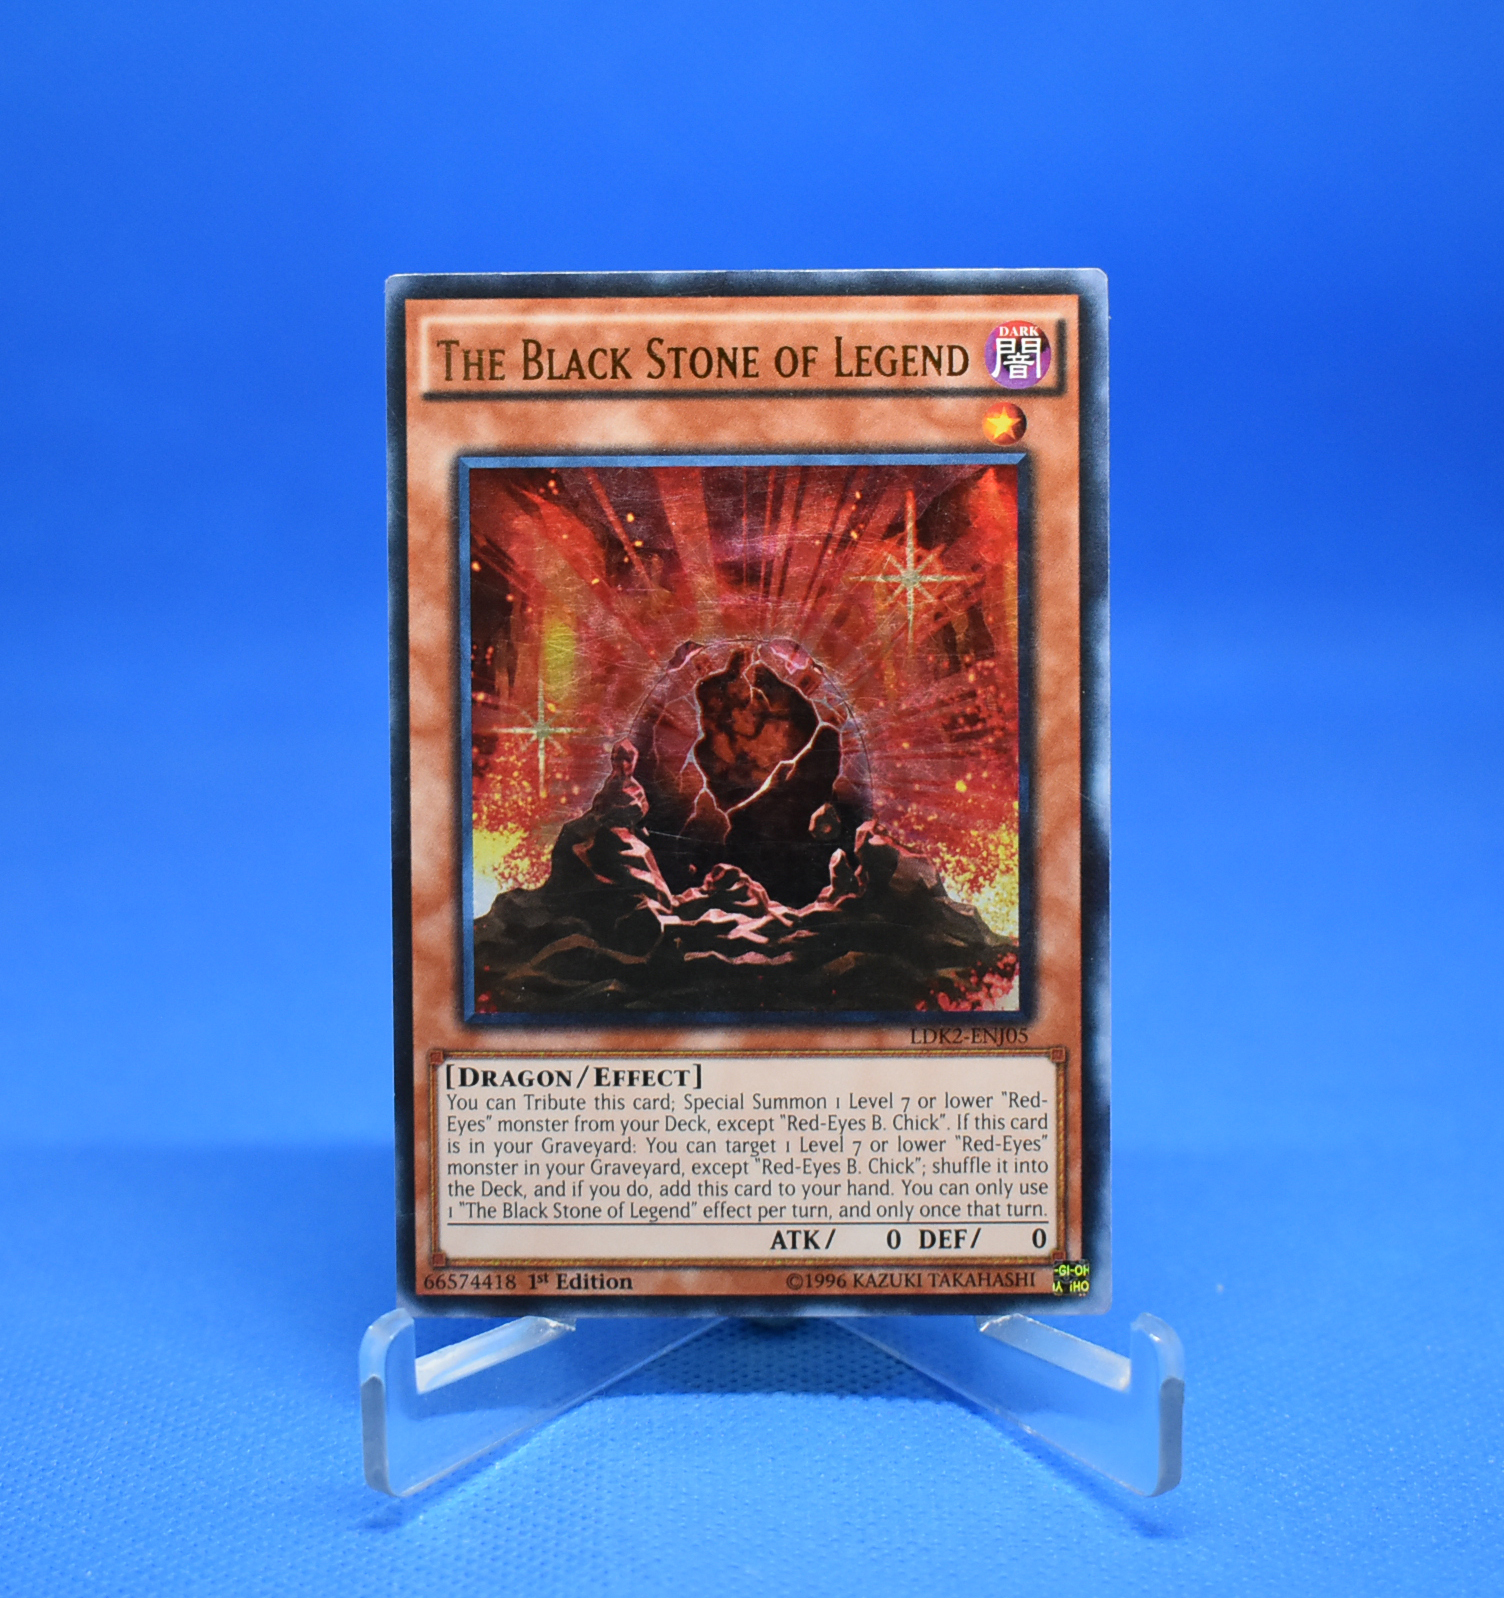 THE BLACK STONE OF LEGEND
DARK
闇
LDK2-ENJ05
[DRAGON/EFFECT]
You can Tribute this card; Special Summon 1 Level 7 or lower "Red-
Eyes" monster from your Deck, except "Red-Eyes B. Chick". If this card
is in your Graveyard: You can target 1 Level 7 or lower "Red-Eyes"
monster in your Graveyard, except "Red-Eyes B. Chick"; shuffle it into
the Deck, and if you do, add this card to your hand. You can only use
1 "The Black Stone of Legend" effect per turn, and only once that turn.
ATK/ 0 DEF/ 0
66574418 1st Edition ©1996 KAZUKI TAKAHASHI
-GI-OH